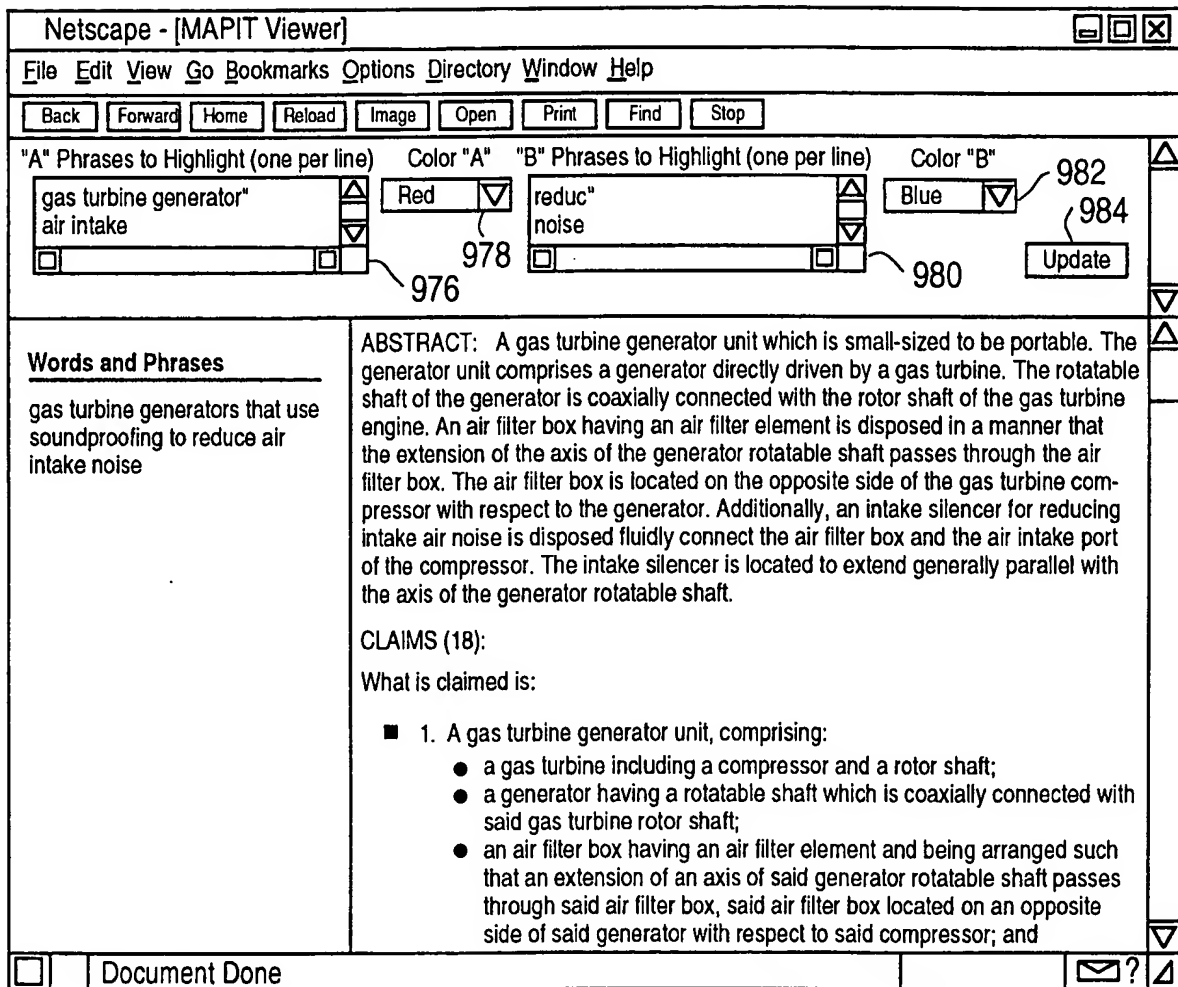 Netscape - [MAPIT Viewer]
File Edit View Go Bookmarks Options Directory Window Help
Back Forward Home Reload Image Open Print Find Stop
"A" Phrases to Highlight (one per line) Color "A" "B" Phrases to Highlight (one per line) Color "B"
gas turbine generator"
air intake
Red
978
976
reduc"
noise
980
Blue
982
984
Update
Words and Phrases
gas turbine generators that use
soundproofing to reduce air
intake noise
ABSTRACT: A gas turbine generator unit which is small-sized to be portable. The
generator unit comprises a generator directly driven by a gas turbine. The rotatable
shaft of the generator is coaxially connected with the rotor shaft of the gas turbine
engine. An air filter box having an air filter element is disposed in a manner that
the extension of the axis of the generator rotatable shaft passes through the air
filter box. The air filter box is located on the opposite side of the gas turbine com-
pressor with respect to the generator. Additionally, an intake silencer for reducing
intake air noise is disposed fluidly connect the air filter box and the air intake port
of the compressor. The intake silencer is located to extend generally parallel with
the axis of the generator rotatable shaft.
CLAIMS (18):
What is claimed is:
■ 1. A gas turbine generator unit, comprising:
● a gas turbine including a compressor and a rotor shaft;
● a generator having a rotatable shaft which is coaxially connected with
said gas turbine rotor shaft;
● an air filter box having an air filter element and being arranged such
that an extension of an axis of said generator rotatable shaft passes
through said air filter box, said air filter box located on an opposite
side of said generator with respect to said compressor; and
Document Done
?